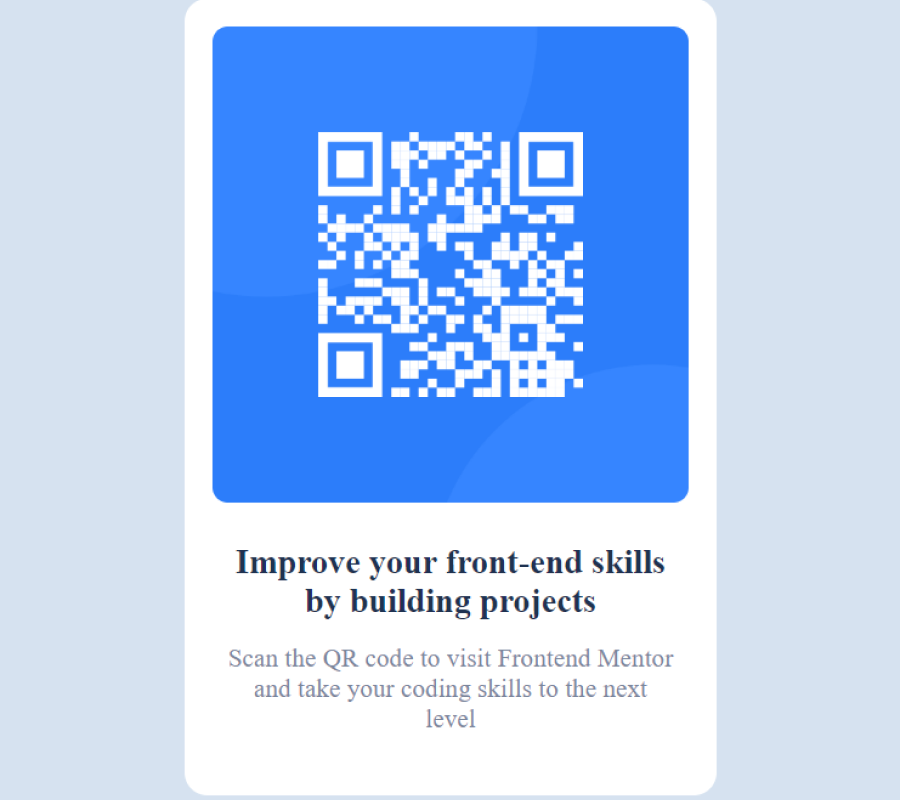 Improve your front-end skills
by building projects
Scan the QR code to visit Frontend Mentor
and take your coding skills to the next
level